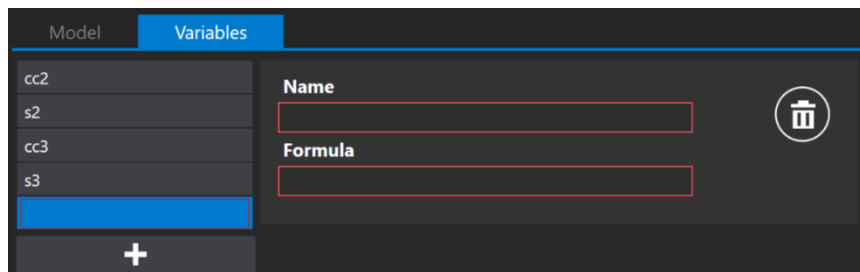 Model Variables
cc2
s2
cc3
s3
Name
Formula